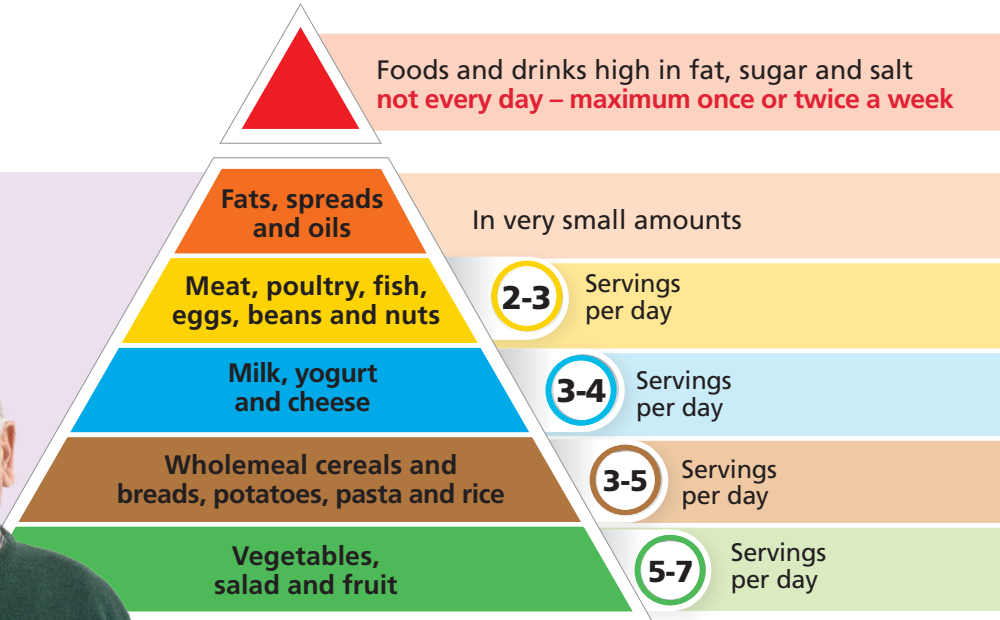 Foods and drinks high in fat, sugar and salt
not every day – maximum once or twice a week
Fats, spreads
and oils
In very small amounts
Meat, poultry, fish,
eggs, beans and nuts
2-3
Servings
per day
Milk, yogurt
and cheese
3-4
Servings
per day
Wholemeal cereals and
breads, potatoes, pasta and rice
3-5
Servings
per day
Vegetables,
salad and fruit
5-7
Servings
per day